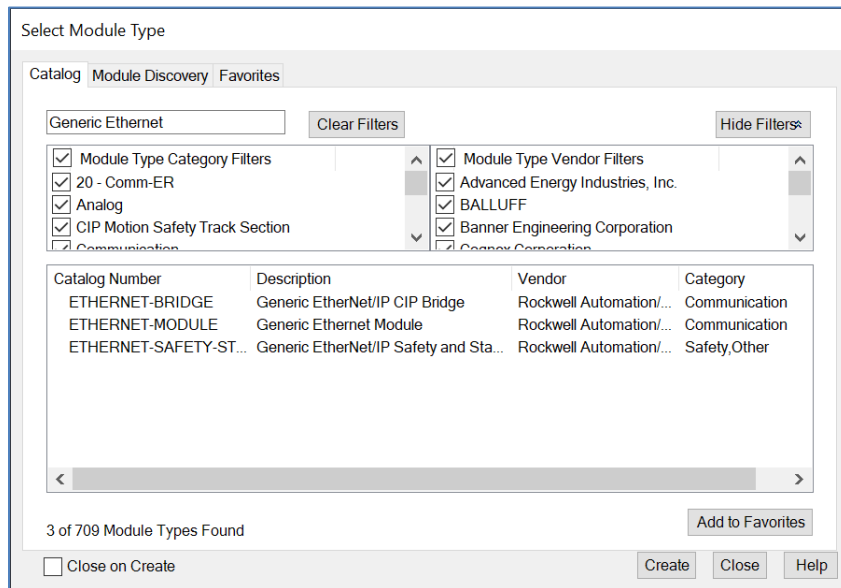 Select Module Type
Catalog Module Discovery Favorites
Generic Ethernet Clear Filters Hide Filters
Module Type Category Filters Module Type Vendor Filters
20 - Comm-ER Advanced Energy Industries, Inc.
Analog BALLUFF
CIP Motion Safety Track Section Banner Engineering Corporation
Communication Cognex Corporation
Catalog Number Description Vendor Category
ETHERNET-BRIDGE Generic EtherNet/IP CIP Bridge Rockwell Automation/... Communication
ETHERNET-MODULE Generic Ethernet Module Rockwell Automation/... Communication
ETHERNET-SAFETY-ST... Generic EtherNet/IP Safety and Sta... Rockwell Automation/... Safety,Other
3 of 709 Module Types Found Add to Favorites
Close on Create Create Close Help